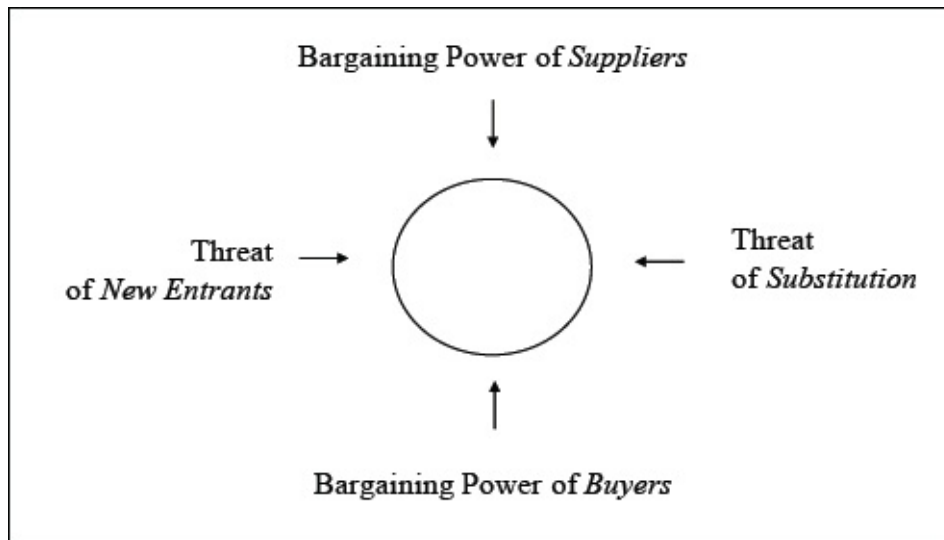 Bargaining Power of Suppliers
Threat
of New Entrants
Threat
of Substitution
Bargaining Power of Buyers